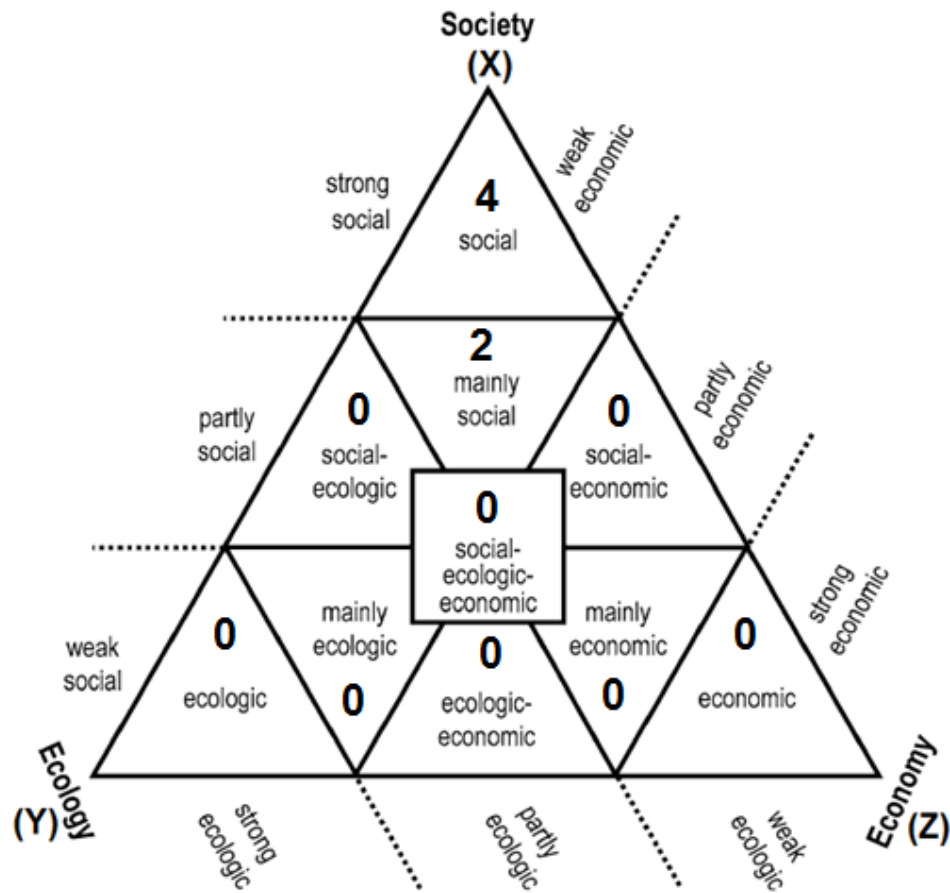 Society
(X)
strong
social
weak
economic
4
social
2
mainly
social
partly
social
0
social-
ecologic
0
social-
economic
partly
economic
0
social-
ecologic-
economic
weak
social
0
ecologic
mainly
ecologic
0
0
ecologic-
economic
mainly
economic
0
0
economic
strong
economic
Ecology
(Y)
strong
ecologic
partly
ecologic
weak
ecologic
Economy
(Z)